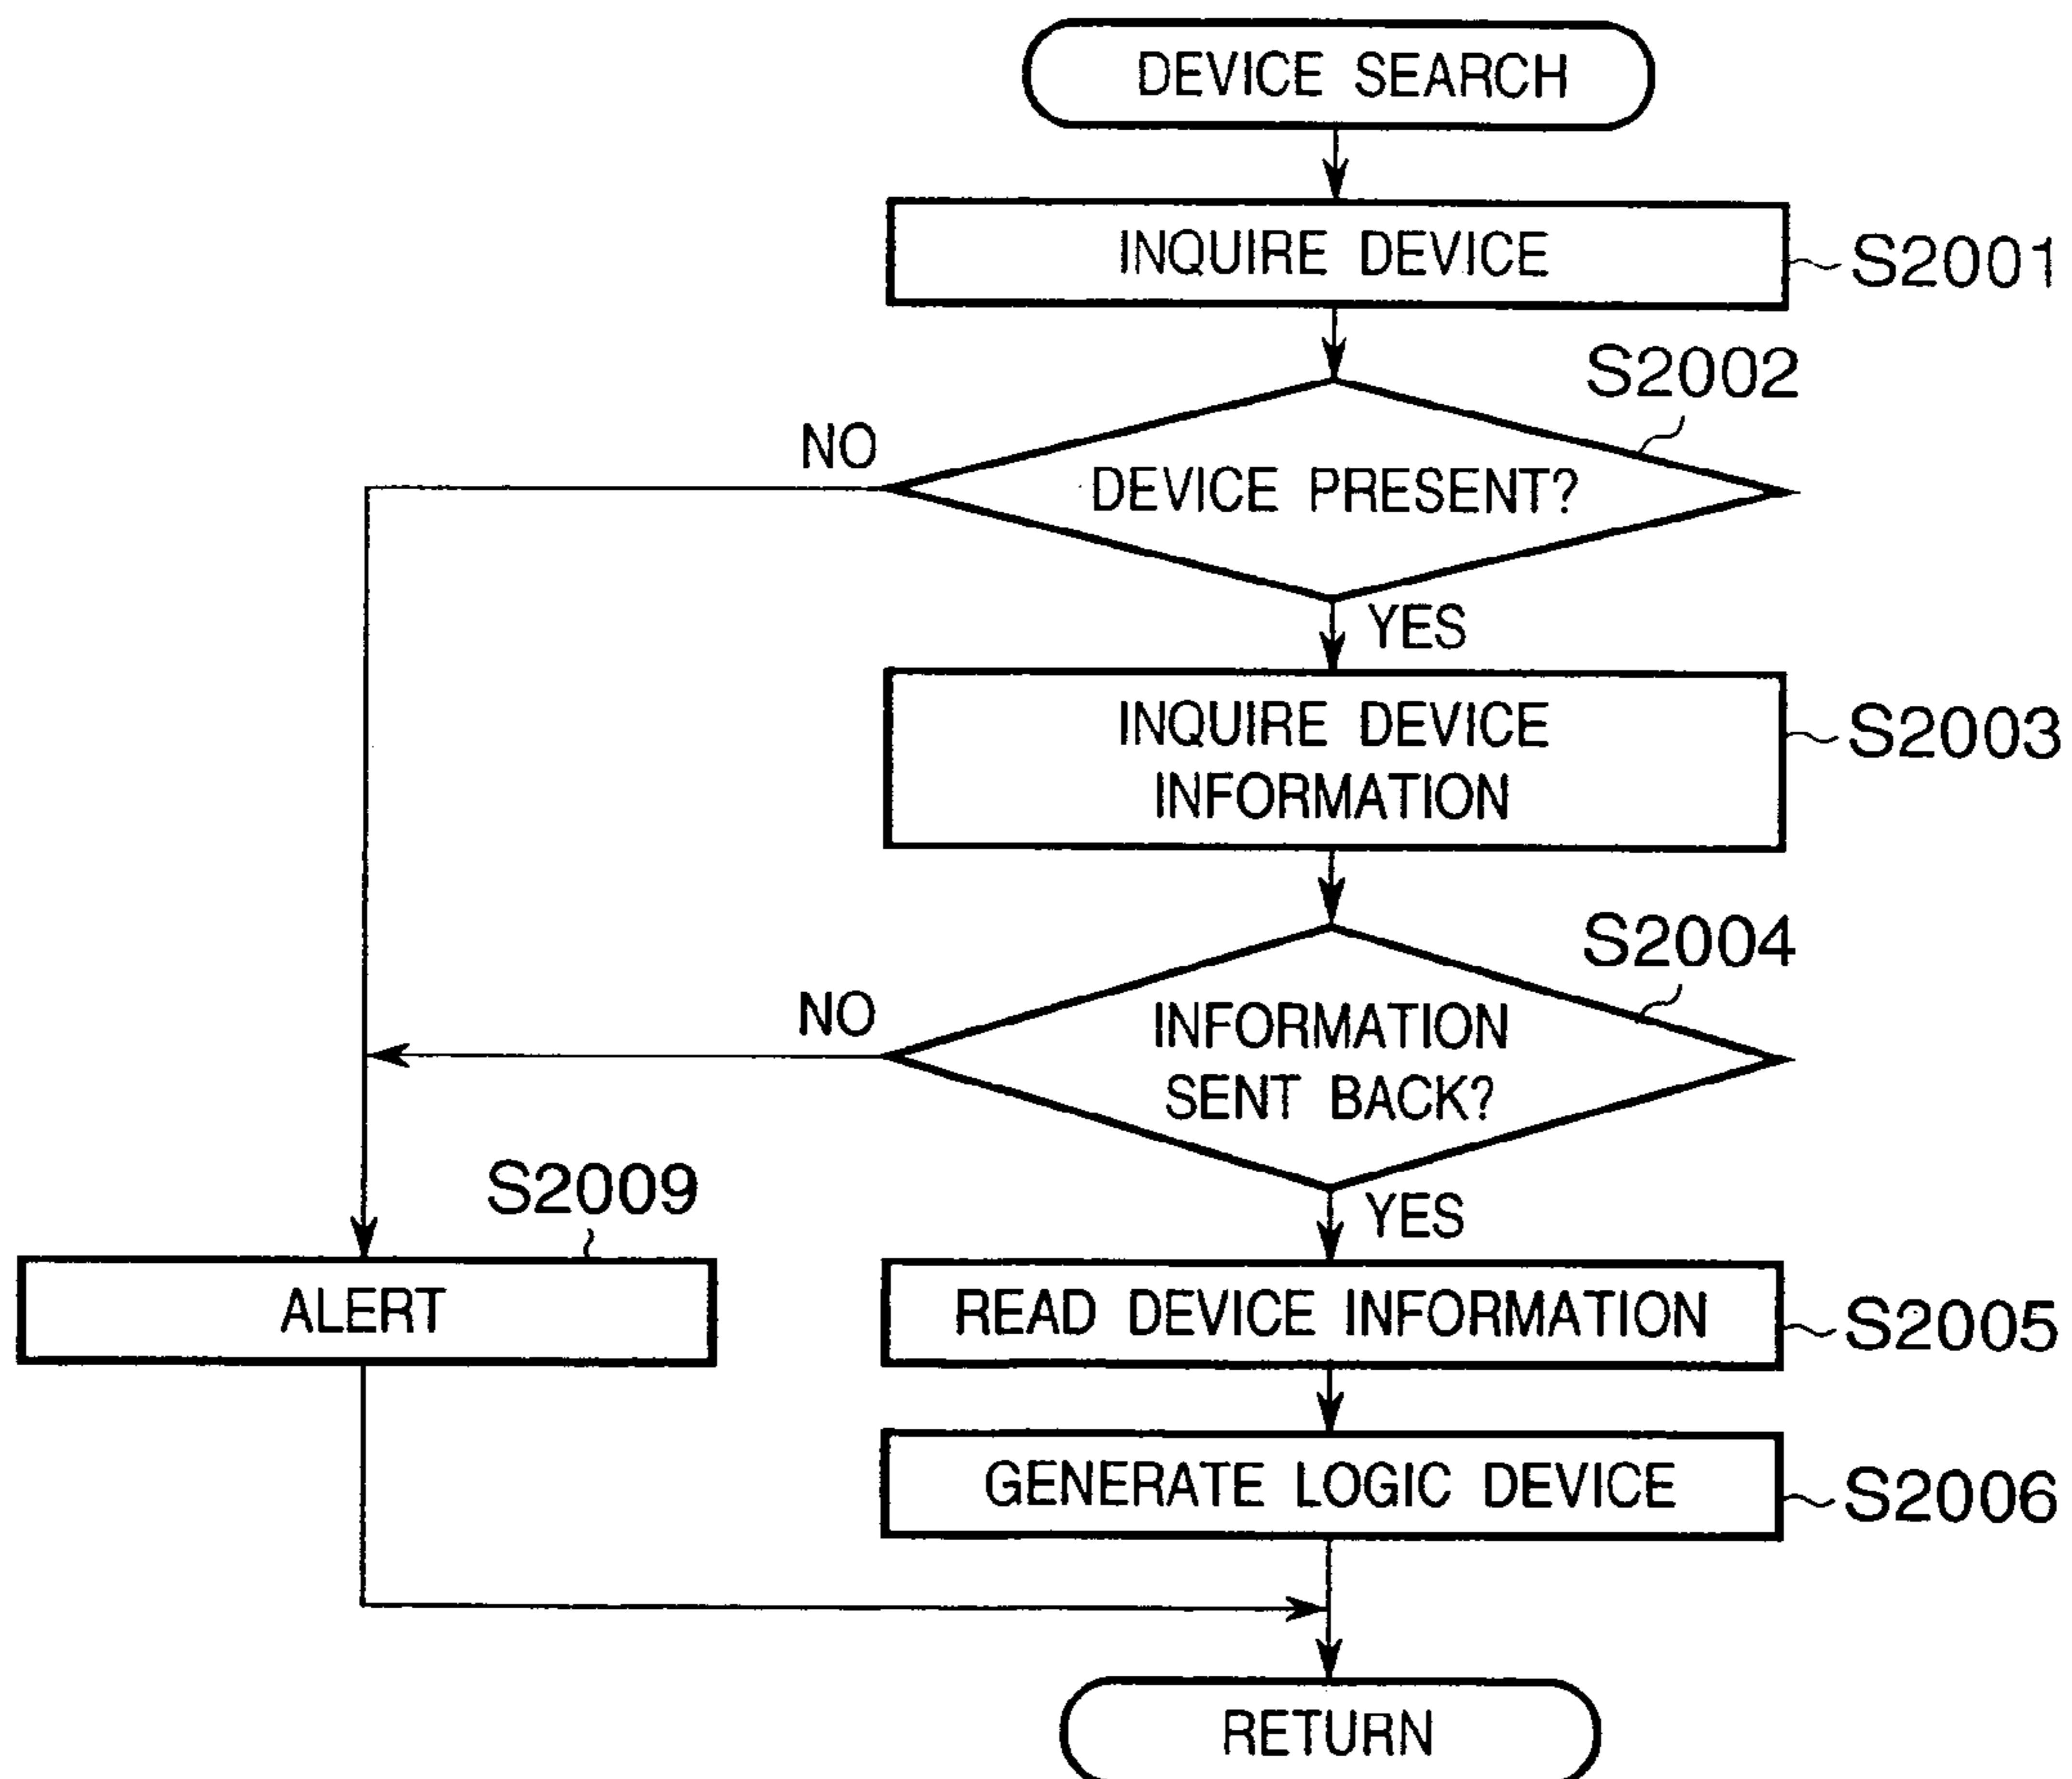 DEVICE SEARCH
INQUIRE DEVICE
S2001
S2002
NO
DEVICE PRESENT?
YES
INQUIRE DEVICE
INFORMATION
S2003
S2004
NO
INFORMATION
SENT BACK?
YES
S2009
ALERT
READ DEVICE INFORMATION
S2005
GENERATE LOGIC DEVICE
S2006
RETURN